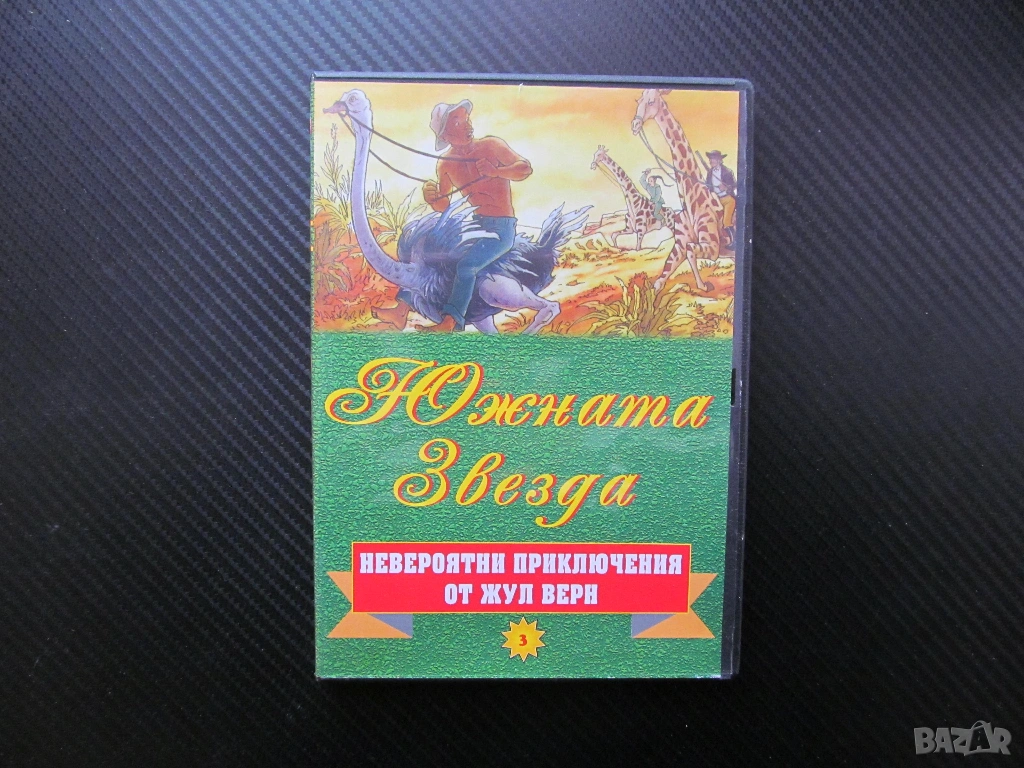 Южната
Звезда
НЕВЕРОЯТНИ ПРИКЛЮЧЕНИЯ
ОТ ЖУЛ ВЕРН
3
BAZAR